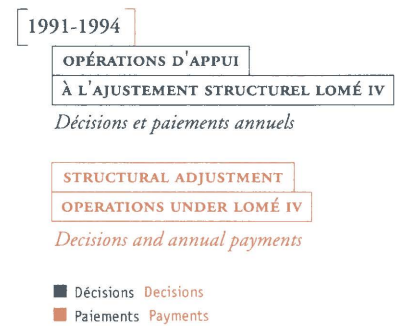 1991-1994
OPÉRATIONS D'APPUI
À L'AJUSTEMENT STRUCTUREL LOMÉ IV
Décisions et paiements annuels
STRUCTURAL ADJUSTMENT
OPERATIONS UNDER LOMÉ IV
Decisions and annual payments
Décisions Decisions
Paiements Payments